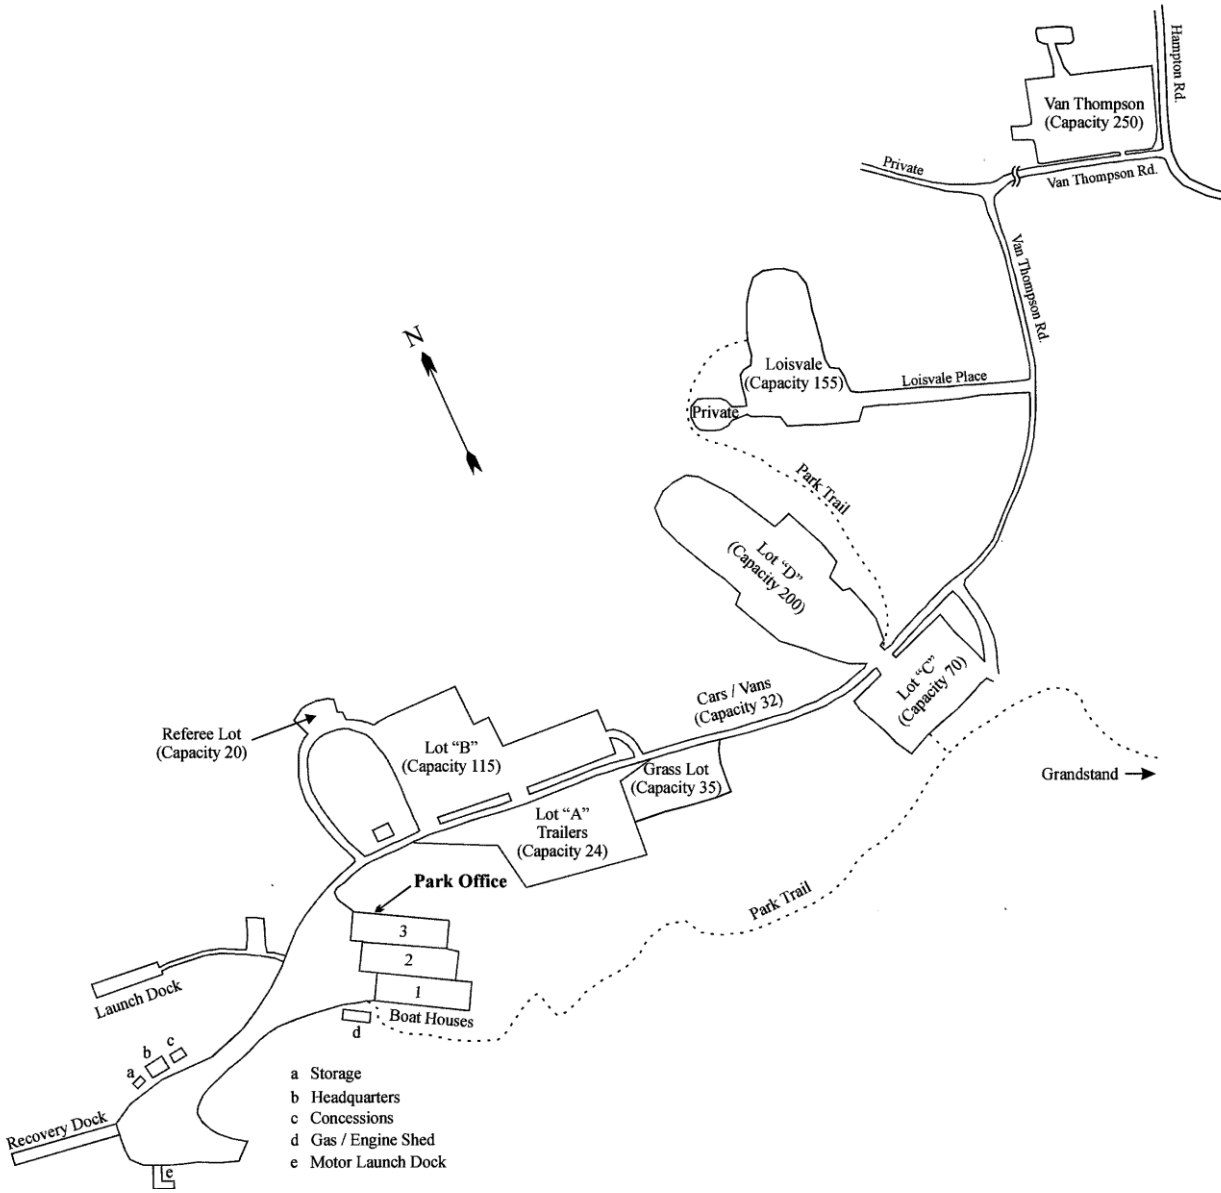 Hampton Rd.
Van Thompson
(Capacity 250)
Private
Van Thompson Rd.
Van Thompson Rd.
N
Loisvale
(Capacity 155)
Loisvale Place
Private
Park Trail
Lot “D”
(Capacity 200)
Lot “C”
(Capacity 70)
Cars / Vans
(Capacity 32)
Referee Lot
(Capacity 20)
Lot “B”
(Capacity 115)
Grass Lot
(Capacity 35)
Grandstand
Lot “A”
Trailers
(Capacity 24)
Park Office
Park Trail
3
2
1
Launch Dock
Boat Houses
d
c
b
a
a Storage
b Headquarters
c Concessions
d Gas / Engine Shed
e Motor Launch Dock
Recovery Dock
e